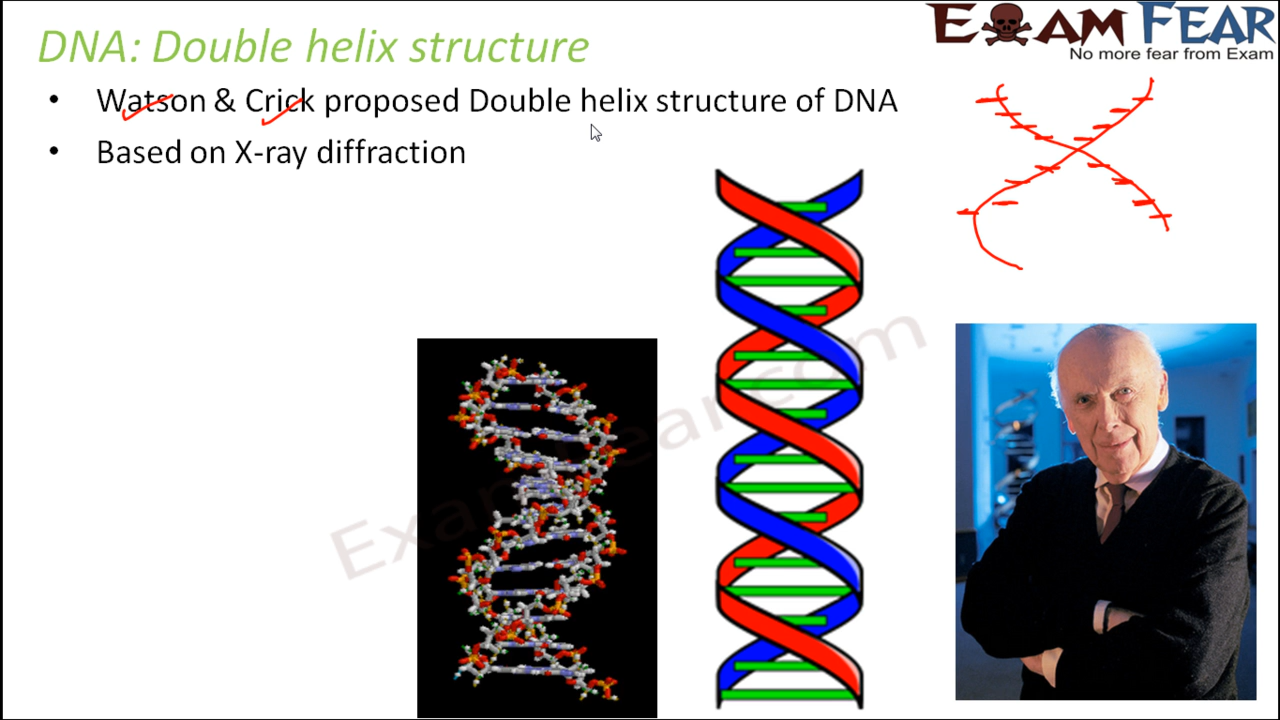 DNA: Double helix structure
EXAM FEAR
No more fear from Exam
• Watson & Crick proposed Double helix structure of DNA
• Based on X-ray diffraction